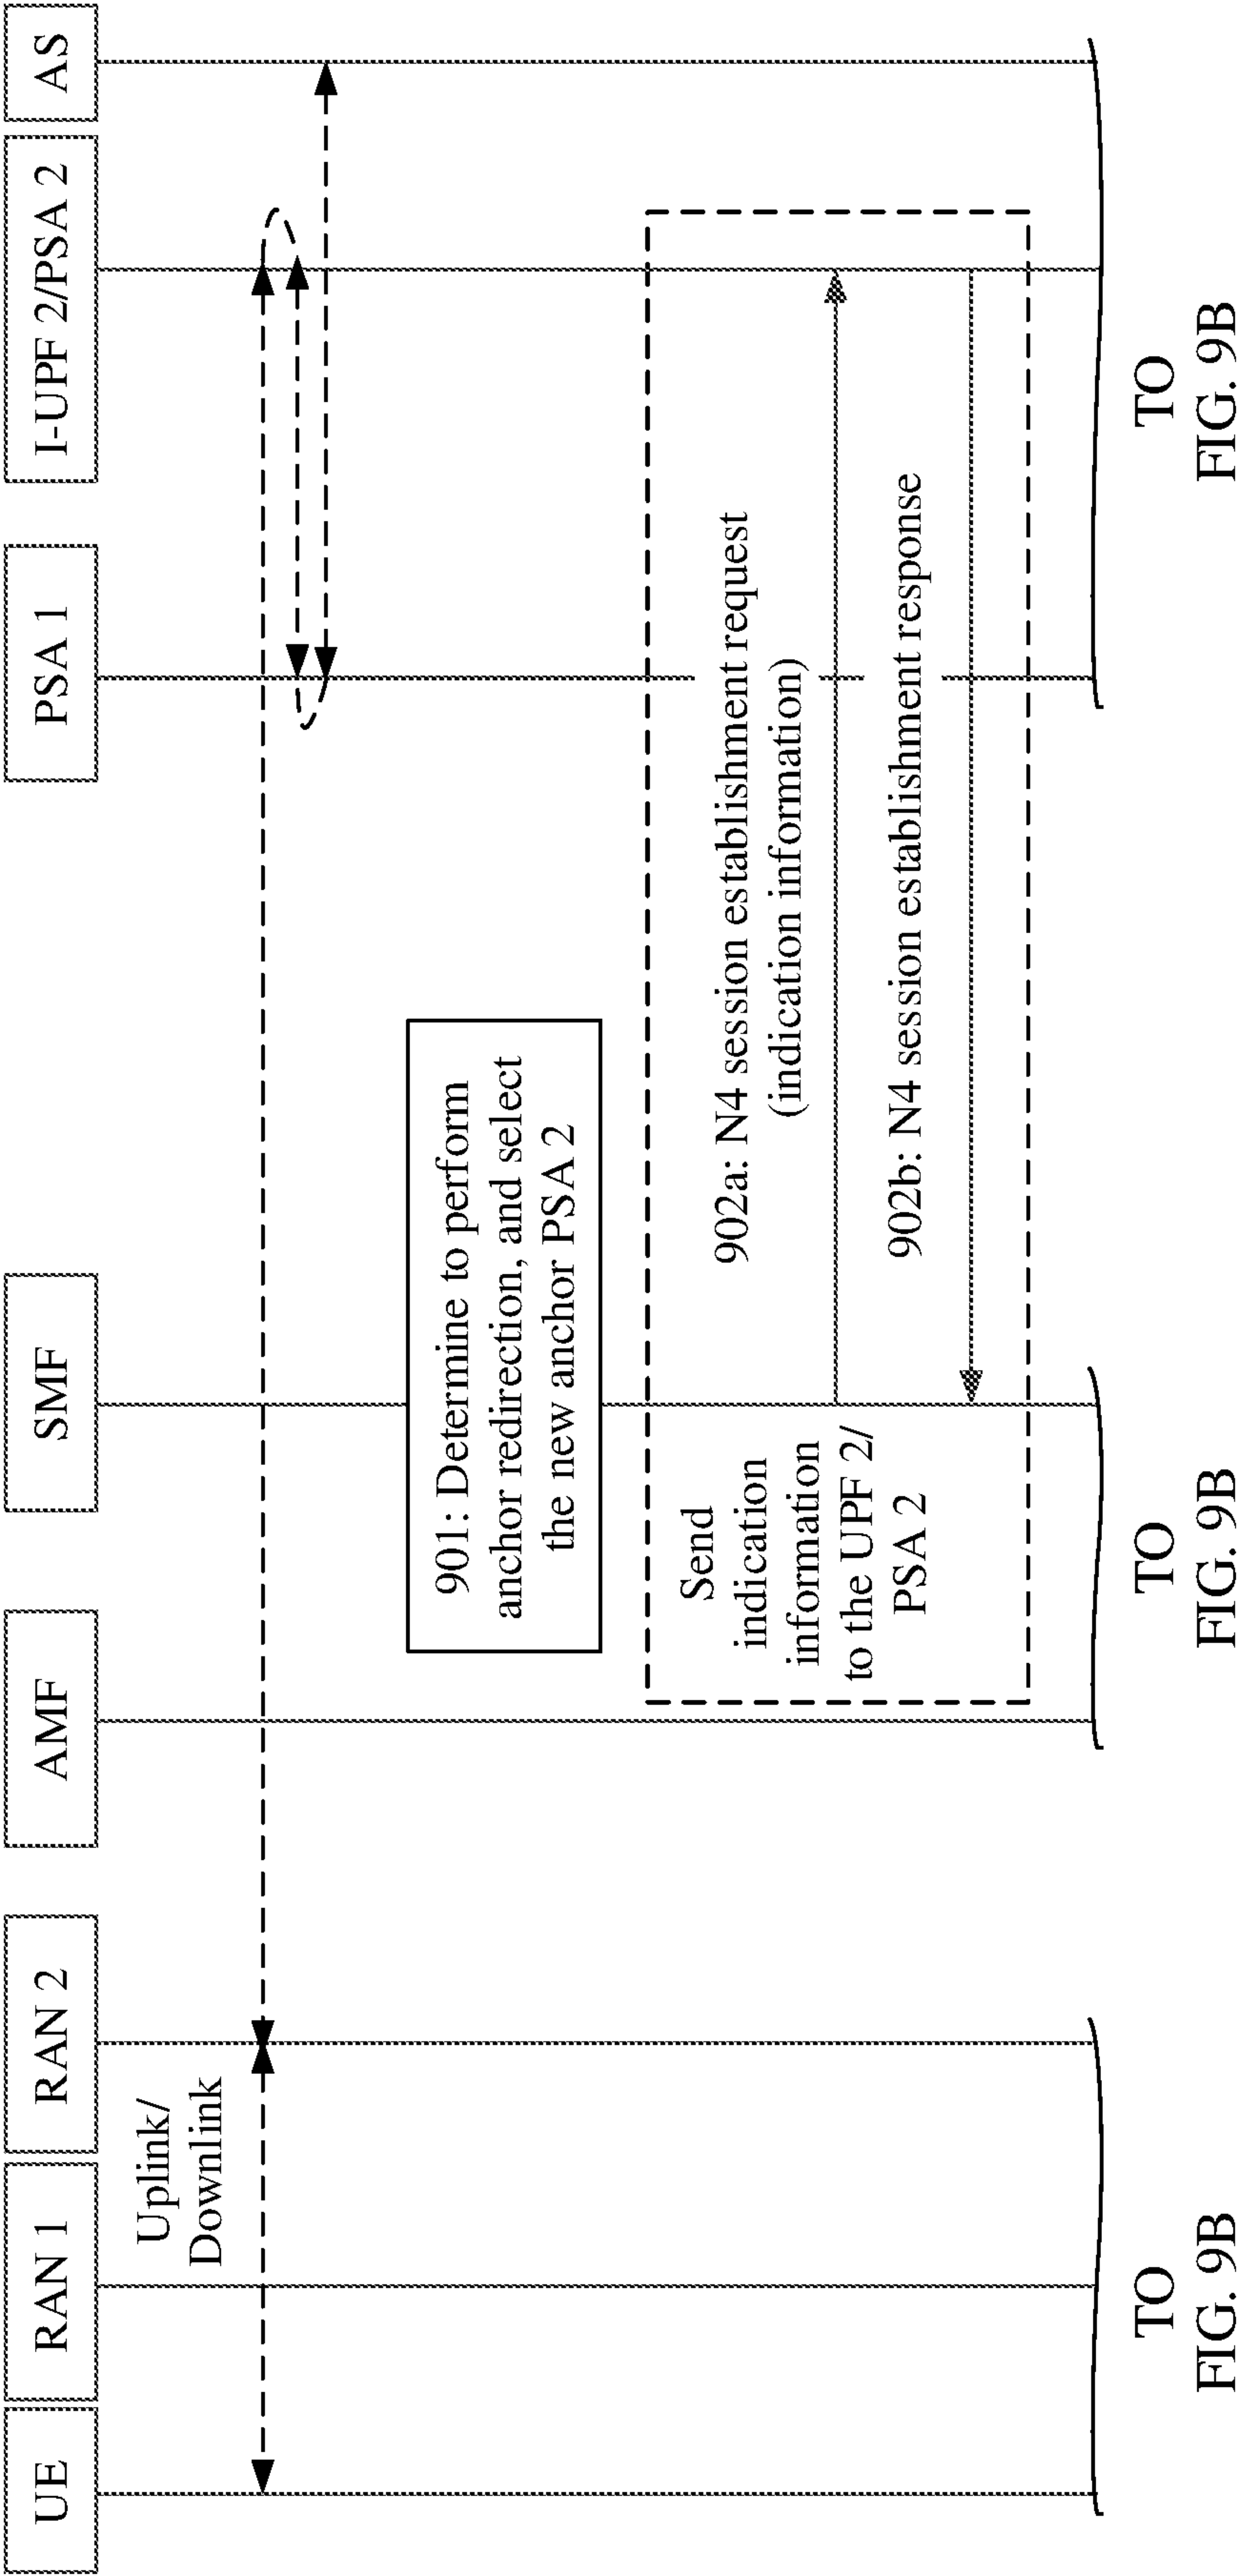 UE
RAN 1
RAN 2
AMF
SMF
PSA 1
I-UPF 2/PSA 2
AS
Uplink/
Downlink
901: Determine to perform
anchor redirection, and select
the new anchor PSA 2
Send
indication
information
to the UPF 2/
PSA 2
902a: N4 session establishment request
(indication information)
902b: N4 session establishment response
TO
FIG. 9B
TO
FIG. 9B
TO
FIG. 9B